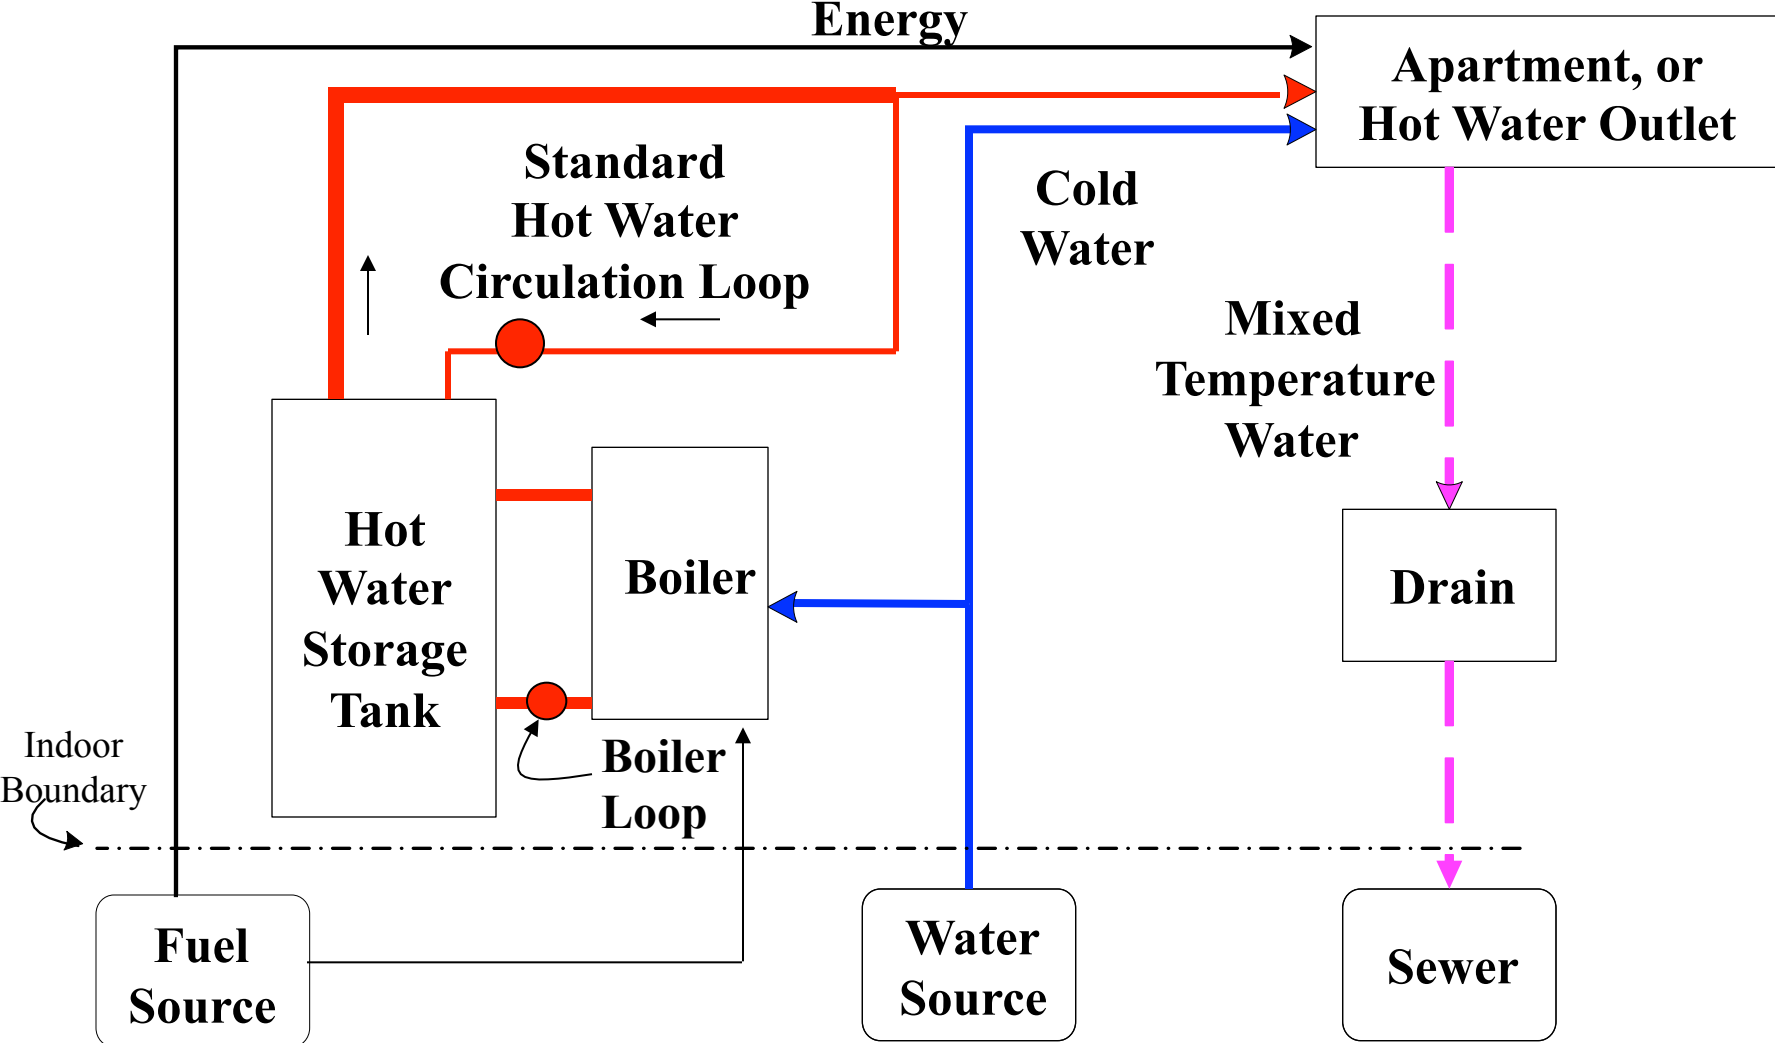 Energy
Apartment, or
Hot Water Outlet
Standard
Hot Water
Circulation Loop
Cold
Water
Mixed
Temperature
Water
Hot
Water
Storage
Tank
Boiler
Drain
Boiler
Loop
Indoor
Boundary
Fuel
Source
Water
Source
Sewer